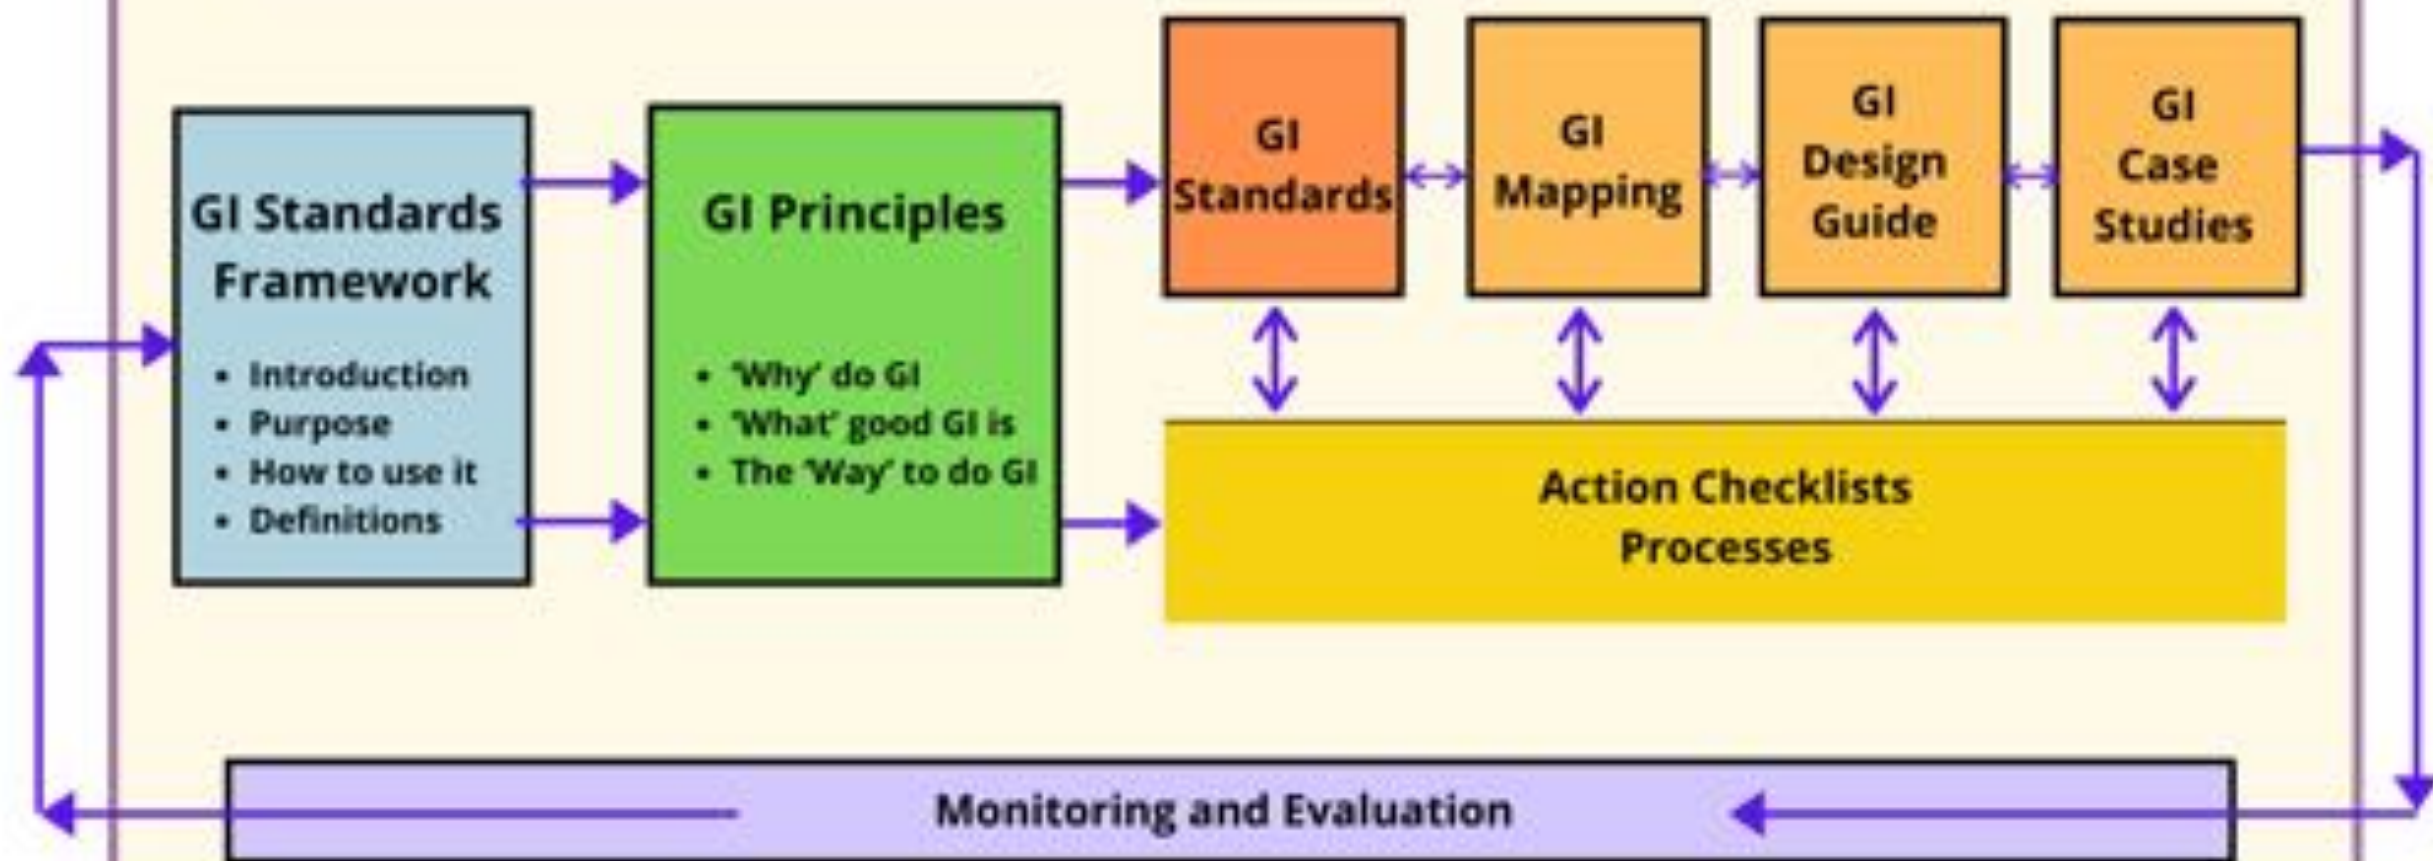 GI Standards
Framework
• Introduction
• Purpose
• How to use it
• Definitions
GI Principles
• ‘Why’ do GI
• ‘What’ good GI is
• The ‘Way’ to do GI
GI
Standards
GI
Mapping
GI
Design
Guide
GI
Case
Studies
Action Checklists
Processes
Monitoring and Evaluation